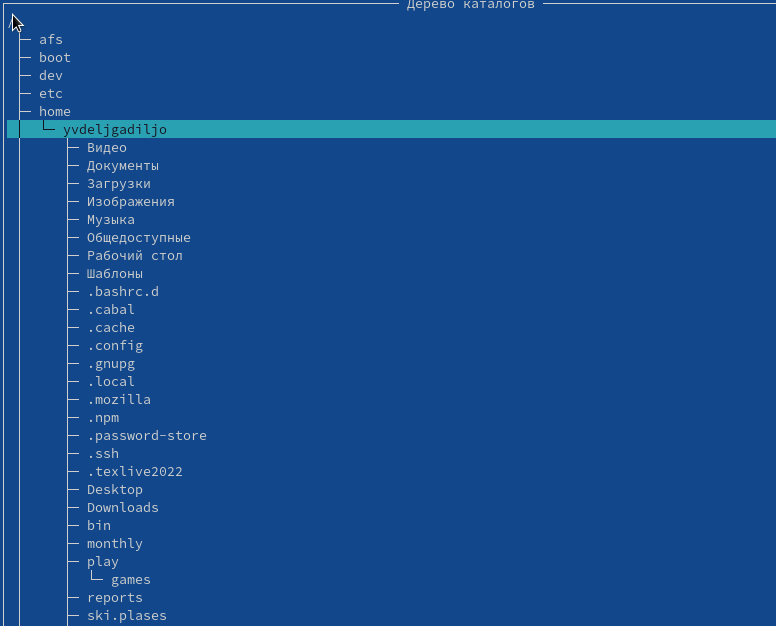 Дерево каталогов
/
afs
boot
dev
etc
home
yvdeljgadiljo
Видео
Документы
Загрузки
Изображения
Музыка
Общедоступные
Рабочий стол
Шаблоны
.bashrc.d
.cabal
.cache
.config
.gnupg
.local
.mozilla
.npm
.password-store
.ssh
.texlive2022
Desktop
Downloads
bin
monthly
play
games
reports
ski.plases